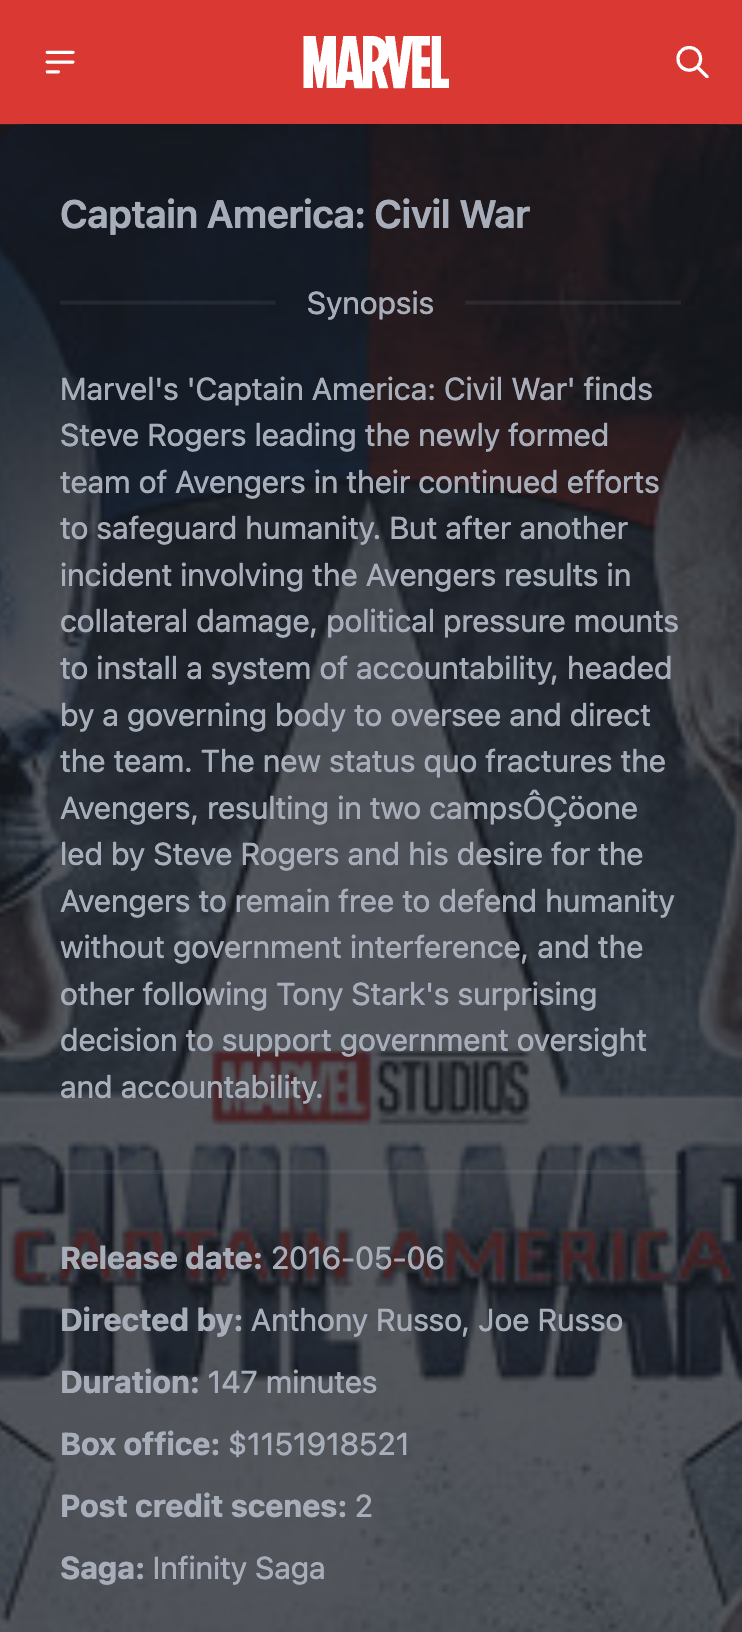 MARVEL
Captain America: Civil War
Synopsis
Marvel's 'Captain America: Civil War' finds
Steve Rogers leading the newly formed
team of Avengers in their continued efforts
to safeguard humanity. But after another
incident involving the Avengers results in
collateral damage, political pressure mounts
to install a system of accountability, headed
by a governing body to oversee and direct
the team. The new status quo fractures the
Avengers, resulting in two campsÔÇöone
led by Steve Rogers and his desire for the
Avengers to remain free to defend humanity
without government interference, and the
other following Tony Stark's surprising
decision to support government oversight
and accountability.
MARVEL STUDIOS
CIVIL WAR
CAPTAIN AMERICA
Release date: 2016-05-06
Directed by: Anthony Russo, Joe Russo
Duration: 147 minutes
Box office: $1151918521
Post credit scenes: 2
Saga: Infinity Saga